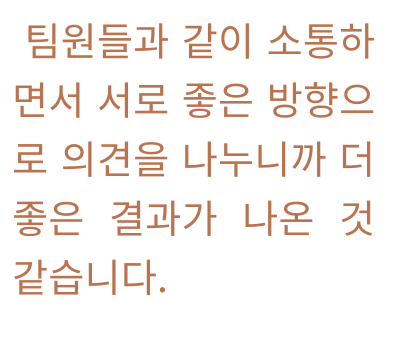 팀원들과 같이 소통하
면서 서로 좋은 방향으
로 의견을 나누니까 더
좋은 결과가 나온 것
같습니다.